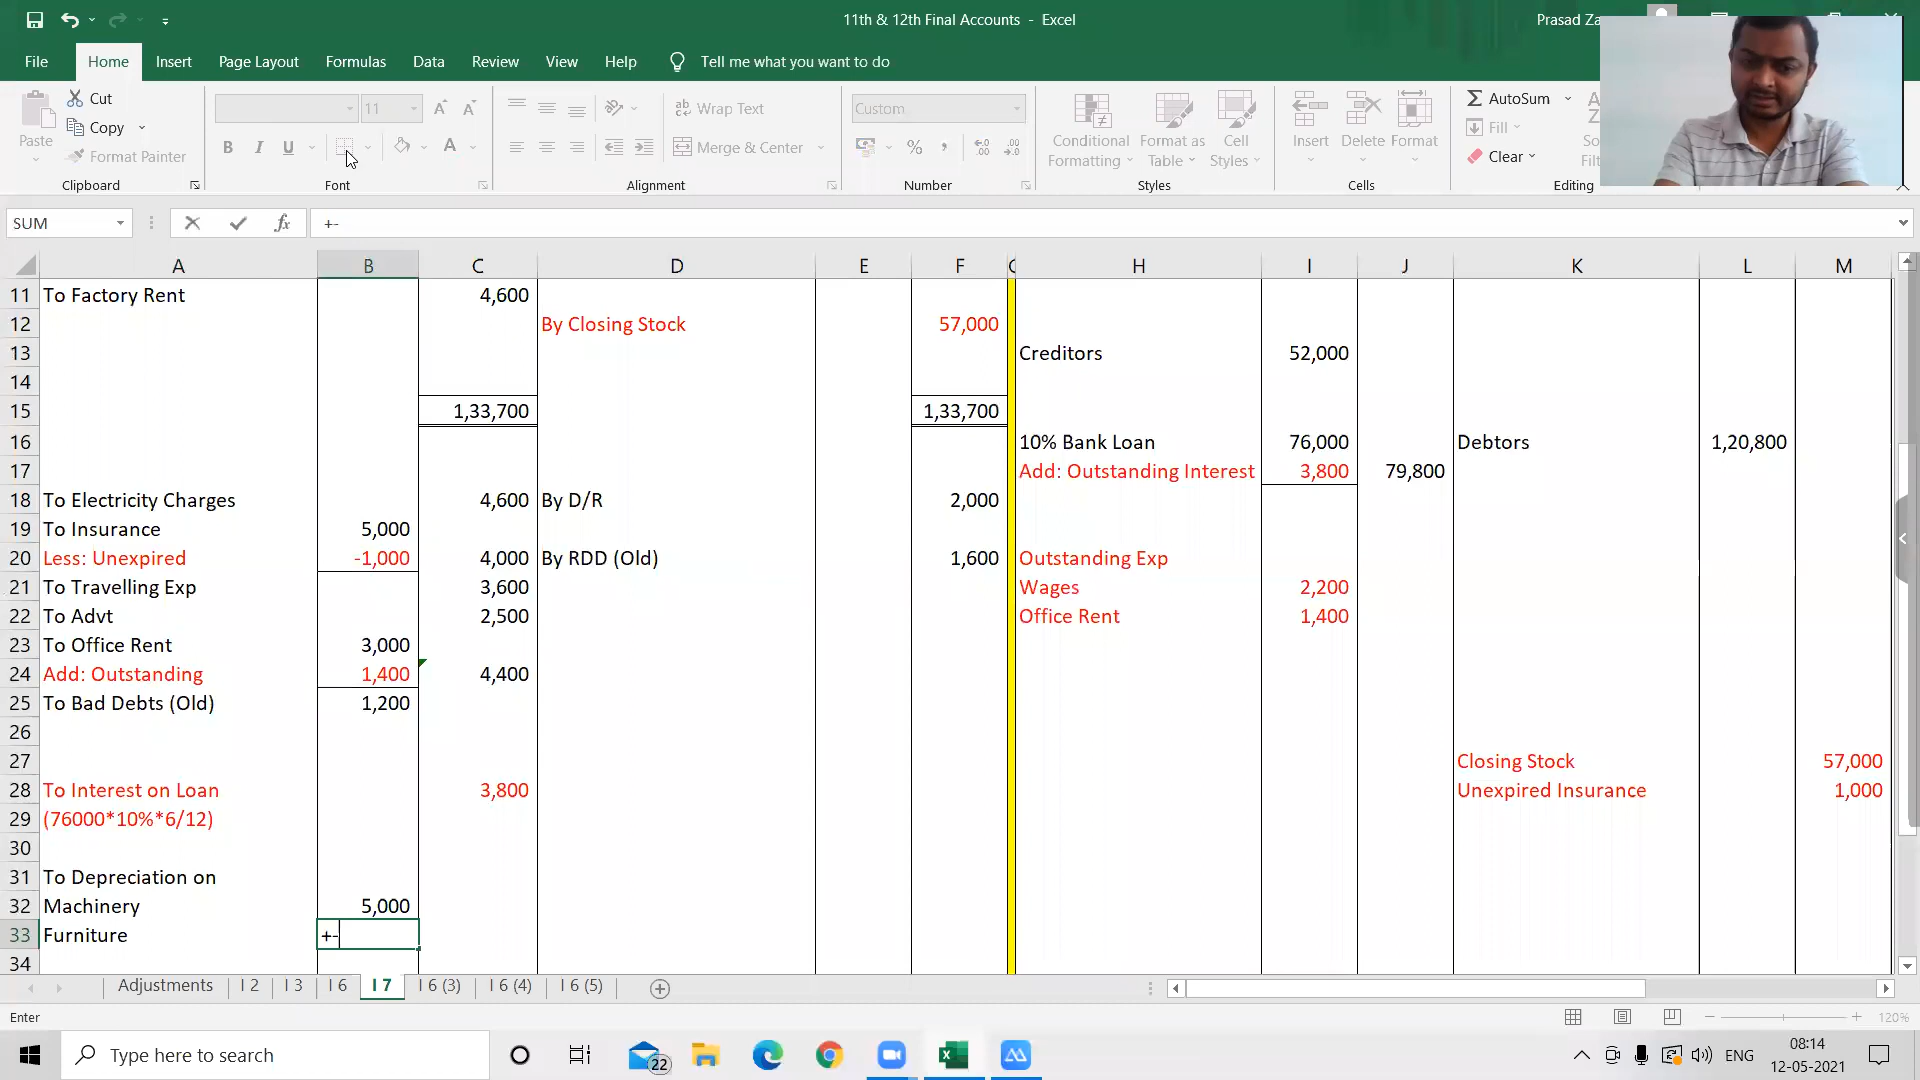 11th & 12th Final Accounts - Excel
Prasad Za
File Home Insert Page Layout Formulas Data Review View Help Tell me what you want to do
Cut
Copy
Format Painter
Paste
Clipboard
11
B I U
Font
Wrap Text
Merge & Center
Alignment
Custom
Number
Conditional Formatting
Format as Table
Cell Styles
Styles
Insert Delete Format
Cells
AutoSum
Fill
Clear
Editing
SUM fx +-
A B C D E F H I J K L M
11 To Factory Rent 4,600
12 By Closing Stock 57,000
13 Creditors 52,000
14
15 1,33,700 1,33,700
16 10% Bank Loan 76,000 Debtors 1,20,800
17 Add: Outstanding Interest 3,800 79,800
18 To Electricity Charges 4,600 By D/R 2,000
19 To Insurance 5,000
20 Less: Unexpired -1,000 4,000 By RDD (Old) 1,600 Outstanding Exp
21 To Travelling Exp 3,600 Wages 2,200
22 To Advt 2,500 Office Rent 1,400
23 To Office Rent 3,000
24 Add: Outstanding 1,400 4,400
25 To Bad Debts (Old) 1,200
26
27 Closing Stock 57,000
28 To Interest on Loan 3,800 Unexpired Insurance 1,000
29 (76000*10%*6/12)
30
31 To Depreciation on
32 Machinery 5,000
33 Furniture +-
34
Adjustments I 2 I 3 I 6 I 7 I 6 (3) I 6 (4) I 6 (5)
Enter 120%
Type here to search 22 ENG 08:14
12-05-2021